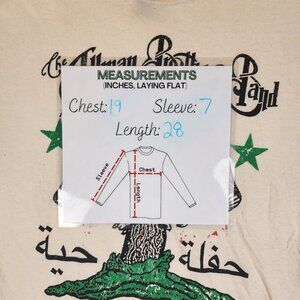 The Allman Brothers
Band
MEASUREMENTS
(INCHES, LAYING FLAT)
Chest: 19 Sleeve: 7
Length: 28
Sleeve
Chest
Length
حفلة حية